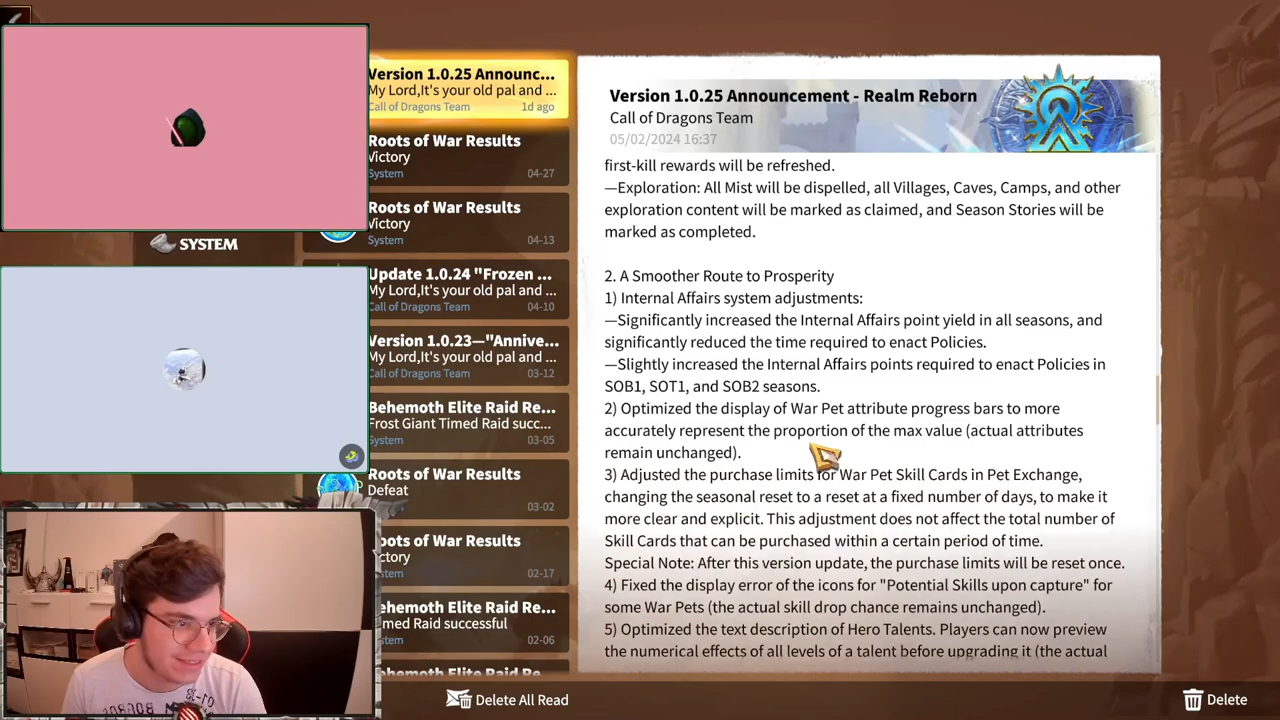 Version 1.0.25 Announc...
My Lord,It's your old pal and ...
Call of Dragons Team
1d ago
Roots of War Results
Victory
System
04-27
Roots of War Results
Victory
System
04-13
SYSTEM
Update 1.0.24 "Frozen ...
My Lord,It's your old pal and ...
Call of Dragons Team
04-10
Version 1.0.23—"Annive...
My Lord,It's your old pal and ...
Call of Dragons Team
03-12
Behemoth Elite Raid Re...
Frost Giant Timed Raid succ...
System
03-05
Roots of War Results
Defeat
03-02
oots of War Results
ctory
stem
02-17
ehemoth Elite Raid Re...
med Raid successful
stem
02-06
Version 1.0.25 Announcement - Realm Reborn
Call of Dragons Team
05/02/2024 16:37
first-kill rewards will be refreshed.
—Exploration: All Mist will be dispelled, all Villages, Caves, Camps, and other
exploration content will be marked as claimed, and Season Stories will be
marked as completed.
2. A Smoother Route to Prosperity
1) Internal Affairs system adjustments:
—Significantly increased the Internal Affairs point yield in all seasons, and
significantly reduced the time required to enact Policies.
—Slightly increased the Internal Affairs points required to enact Policies in
SOB1, SOT1, and SOB2 seasons.
2) Optimized the display of War Pet attribute progress bars to more
accurately represent the proportion of the max value (actual attributes
remain unchanged).
3) Adjusted the purchase limits for War Pet Skill Cards in Pet Exchange,
changing the seasonal reset to a reset at a fixed number of days, to make it
more clear and explicit. This adjustment does not affect the total number of
Skill Cards that can be purchased within a certain period of time.
Special Note: After this version update, the purchase limits will be reset once.
4) Fixed the display error of the icons for "Potential Skills upon capture" for
some War Pets (the actual skill drop chance remains unchanged).
5) Optimized the text description of Hero Talents. Players can now preview
the numerical effects of all levels of a talent before upgrading it (the actual
Delete All Read
Delete